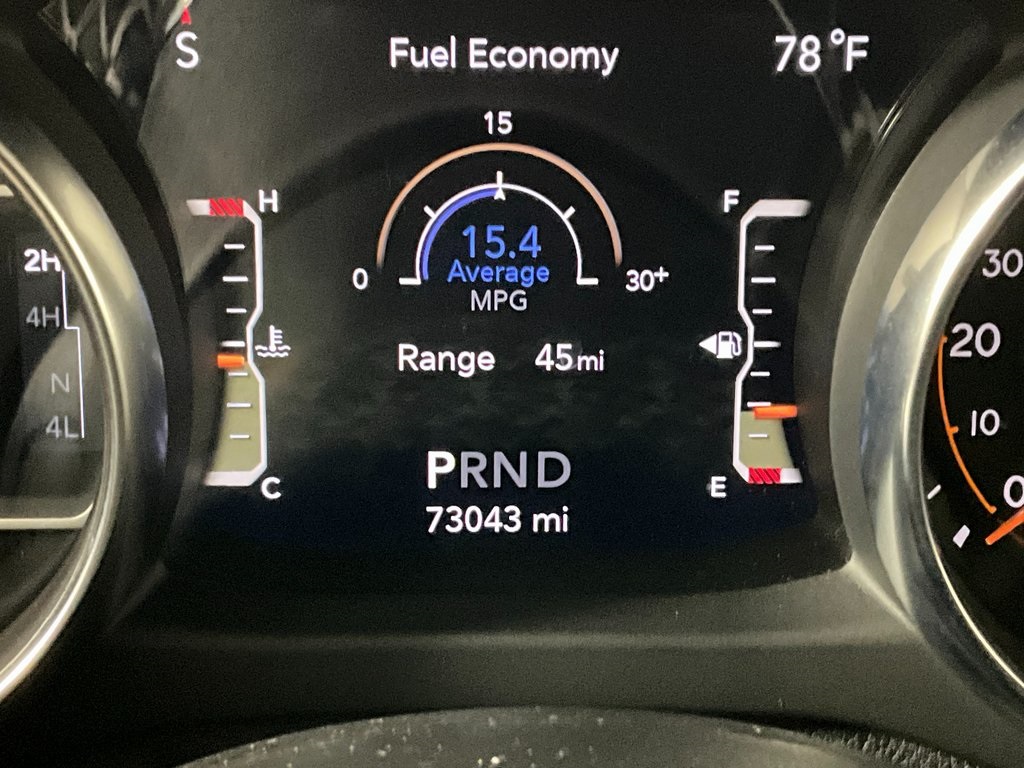 S
Fuel Economy
78°F
15
H
F
15.4
Average
0
30+
MPG
2H
4H
N
4L
Range 45mi
30
20
10
0
C
E
PRND
73043 mi